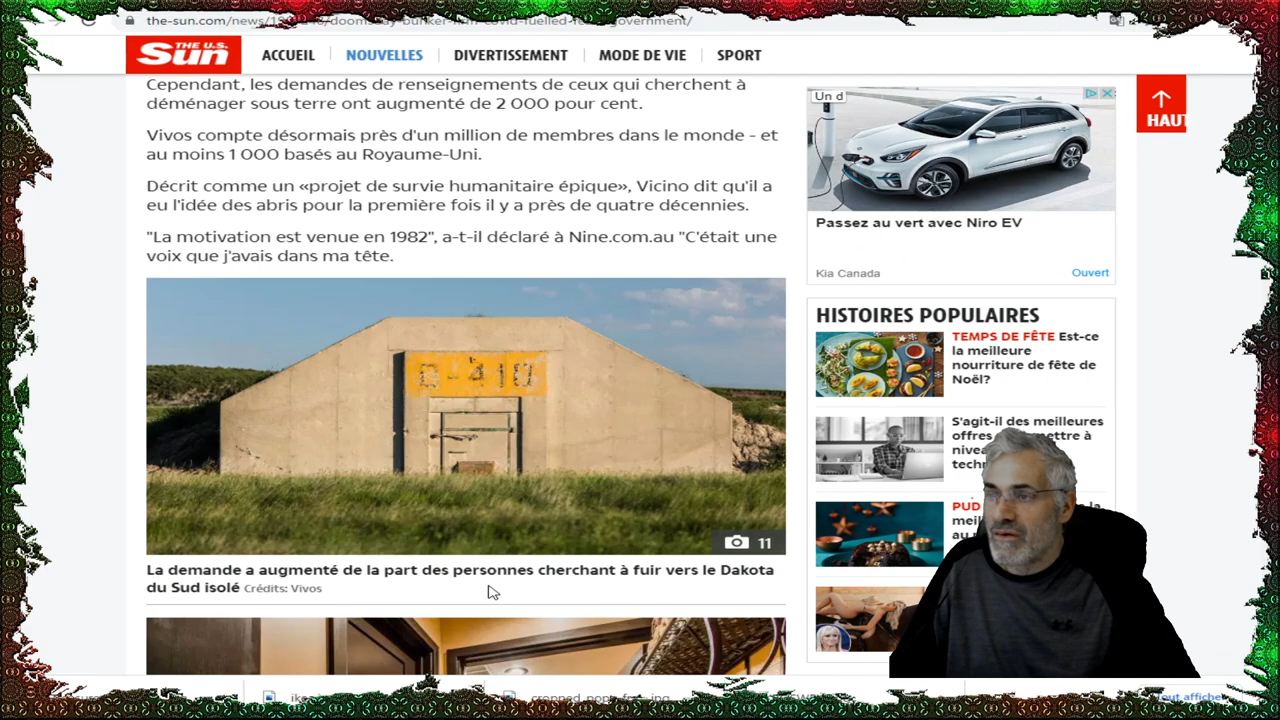 the-sun.com/news/
THE U.S.
Sun
ACCUEIL
NOUVELLES
DIVERTISSEMENT
MODE DE VIE
SPORT
Cependant, les demandes de renseignements de ceux qui cherchent à
déménager sous terre ont augmenté de 2 000 pour cent.
Vivos compte désormais près d'un million de membres dans le monde - et
au moins 1 000 basés au Royaume-Uni.
Décrit comme un «projet de survie humanitaire épique», Vicino dit qu'il a
eu l'idée des abris pour la première fois il y a près de quatre décennies.
"La motivation est venue en 1982", a-t-il déclaré à Nine.com.au "C'était une
voix que j'avais dans ma tête.
11
La demande a augmenté de la part des personnes cherchant à fuir vers le Dakota
du Sud isolé Crédits: Vivos
HAUT
Un d
Passez au vert avec Niro EV
Kia Canada
Ouvert
HISTOIRES POPULAIRES
TEMPS DE FÊTE Est-ce
la meilleure
nourriture de fête de
Noël?
S'agit-il des meilleures
offres